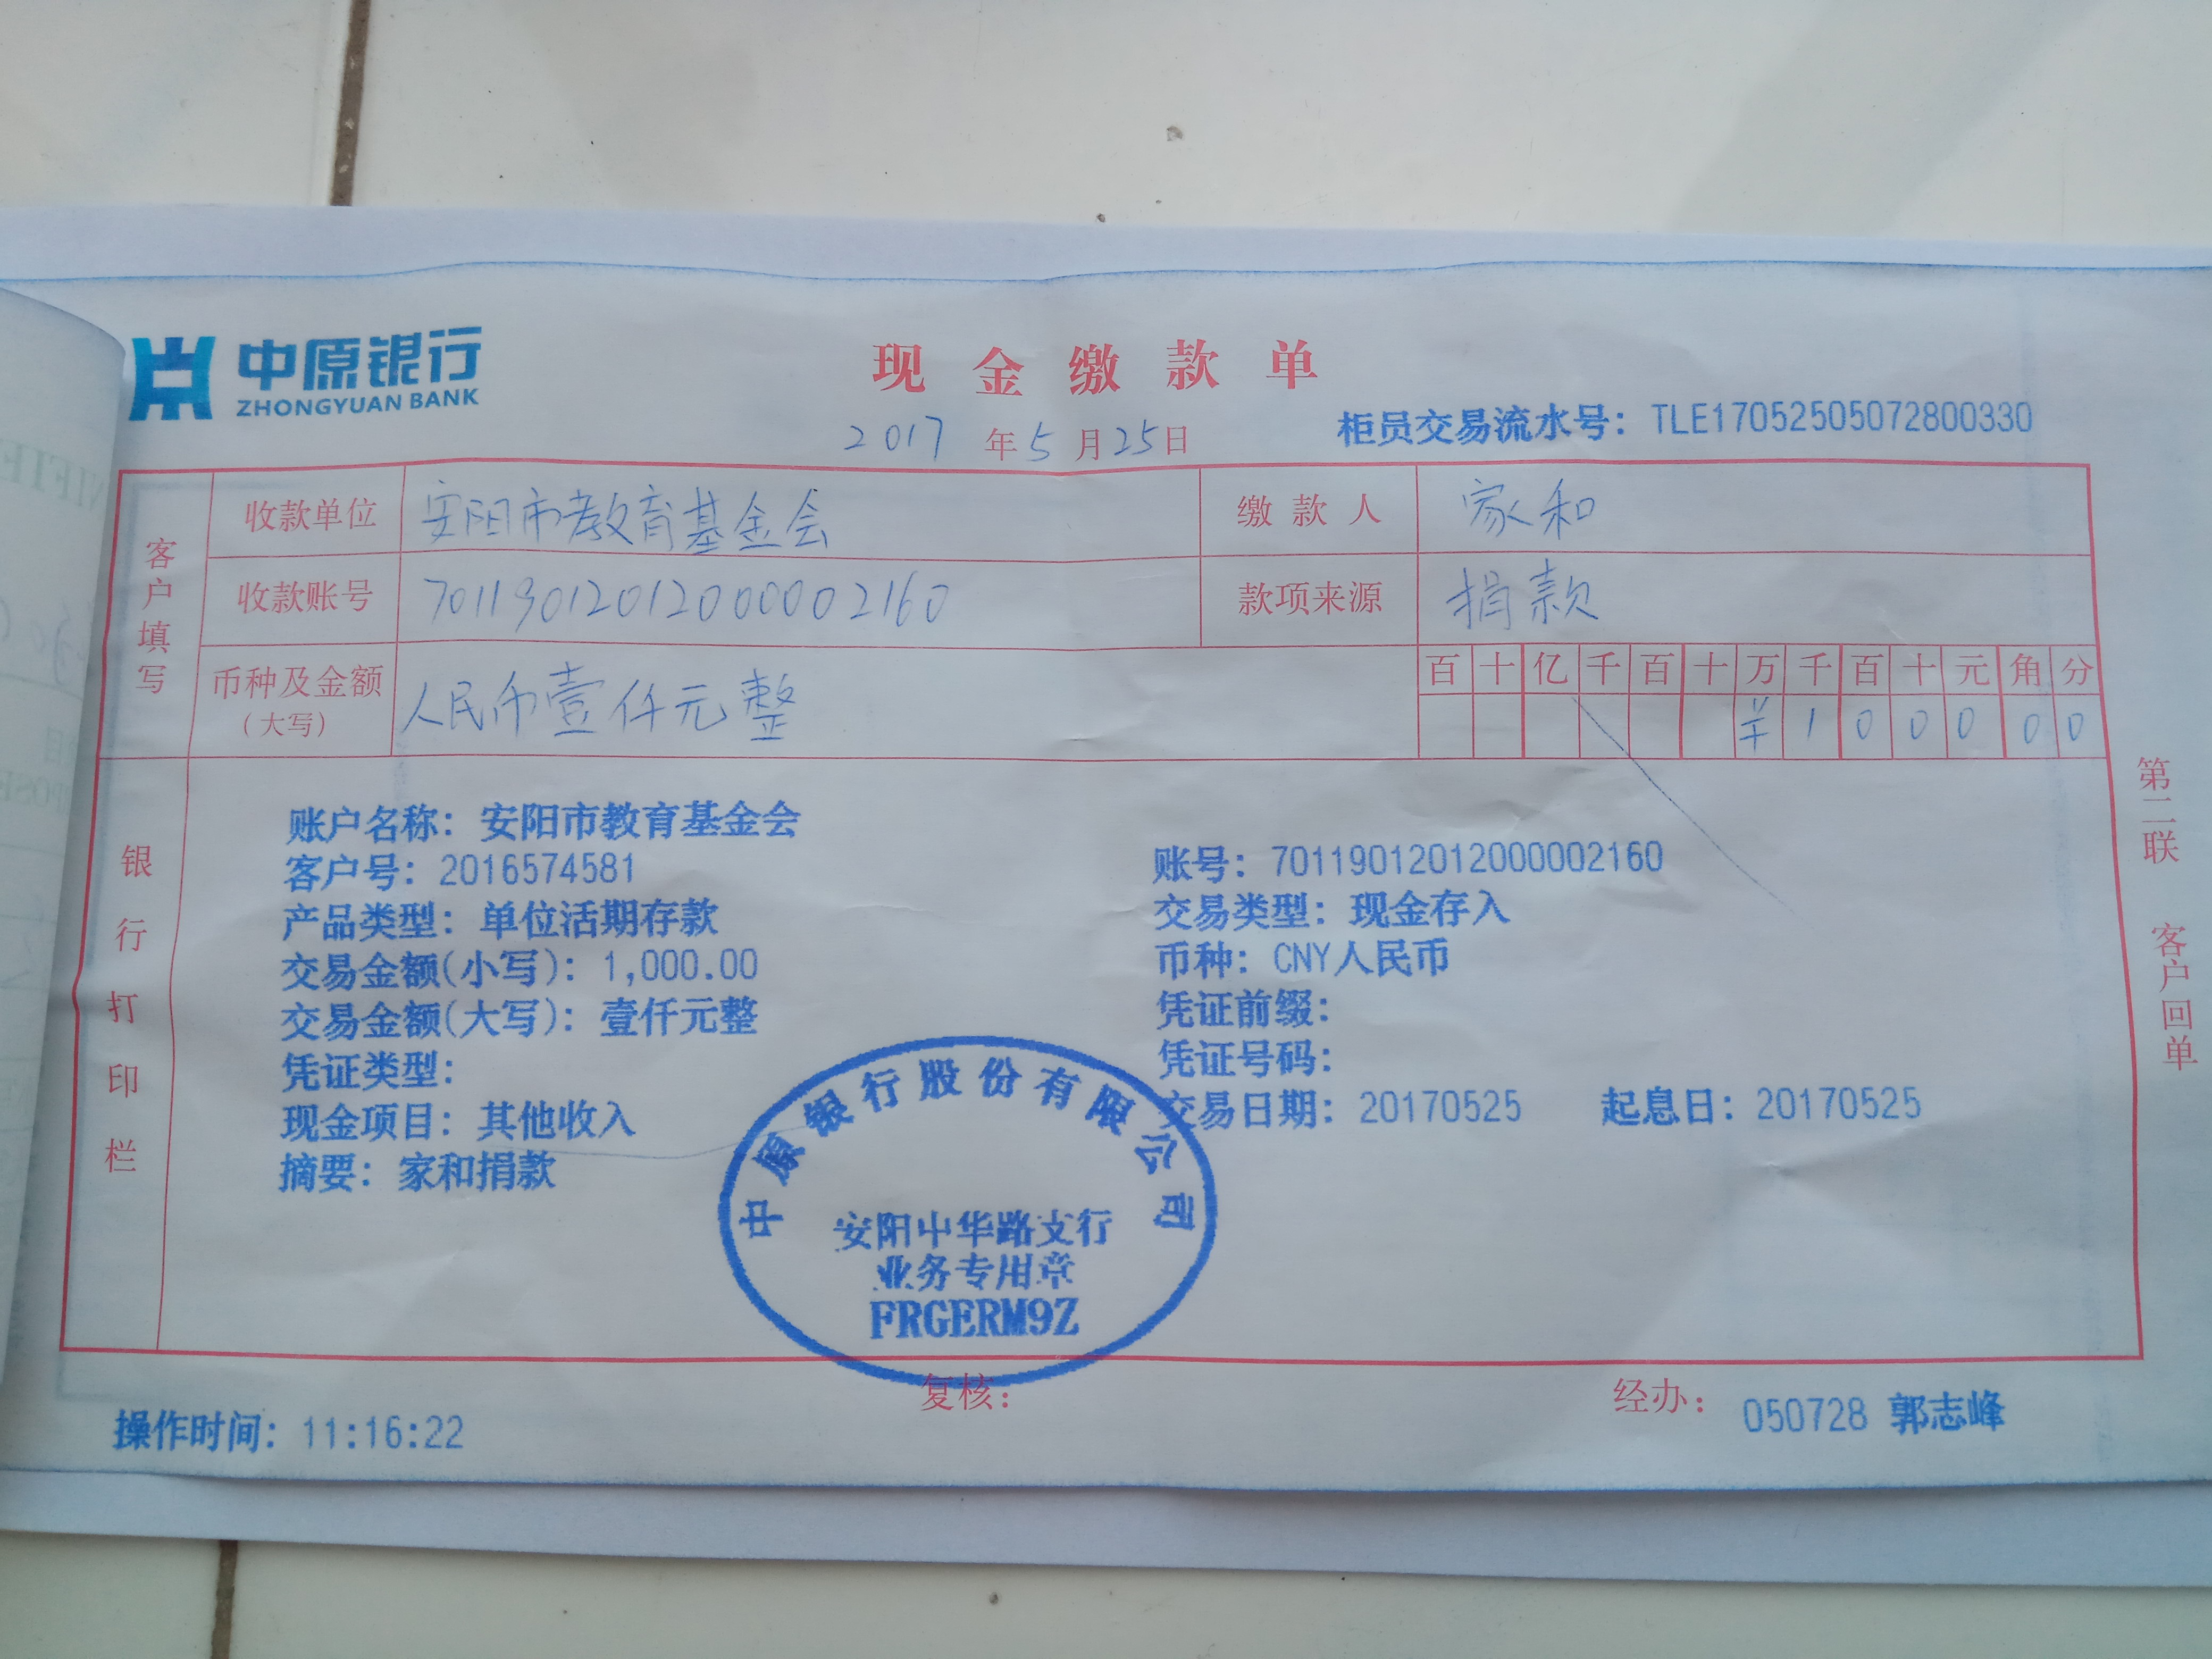 中原银行
ZHONGYUAN BANK
现金缴款单
2017年5月25日
柜员交易流水号：TLE17052505072800330
客户填写
收款单位 安阳市教育基金会 缴款人 家和
收款账号 70119012012000002160 款项来源 捐款
币种及金额（大写） 人民币壹仟元整
百 十 亿 千 百 十 万 千 百 十 元 角 分
¥ 1 0 0 0 0 0
银行打印栏
账户名称：安阳市教育基金会
客户号：2016574581 账号：70119012012000002160
产品类型：单位活期存款 交易类型：现金存入
交易金额(小写)：1,000.00 币种：CNY人民币
交易金额(大写)：壹仟元整 凭证前缀：
凭证类型： 凭证号码：
现金项目：其他收入 交易日期：20170525 起息日：20170525
摘要：家和捐款
中原银行股份有限公司
安阳中华路支行
业务专用章
FRGERM9Z
第二联 客户回单
复核： 经办：050728 郭志峰
操作时间：11:16:22